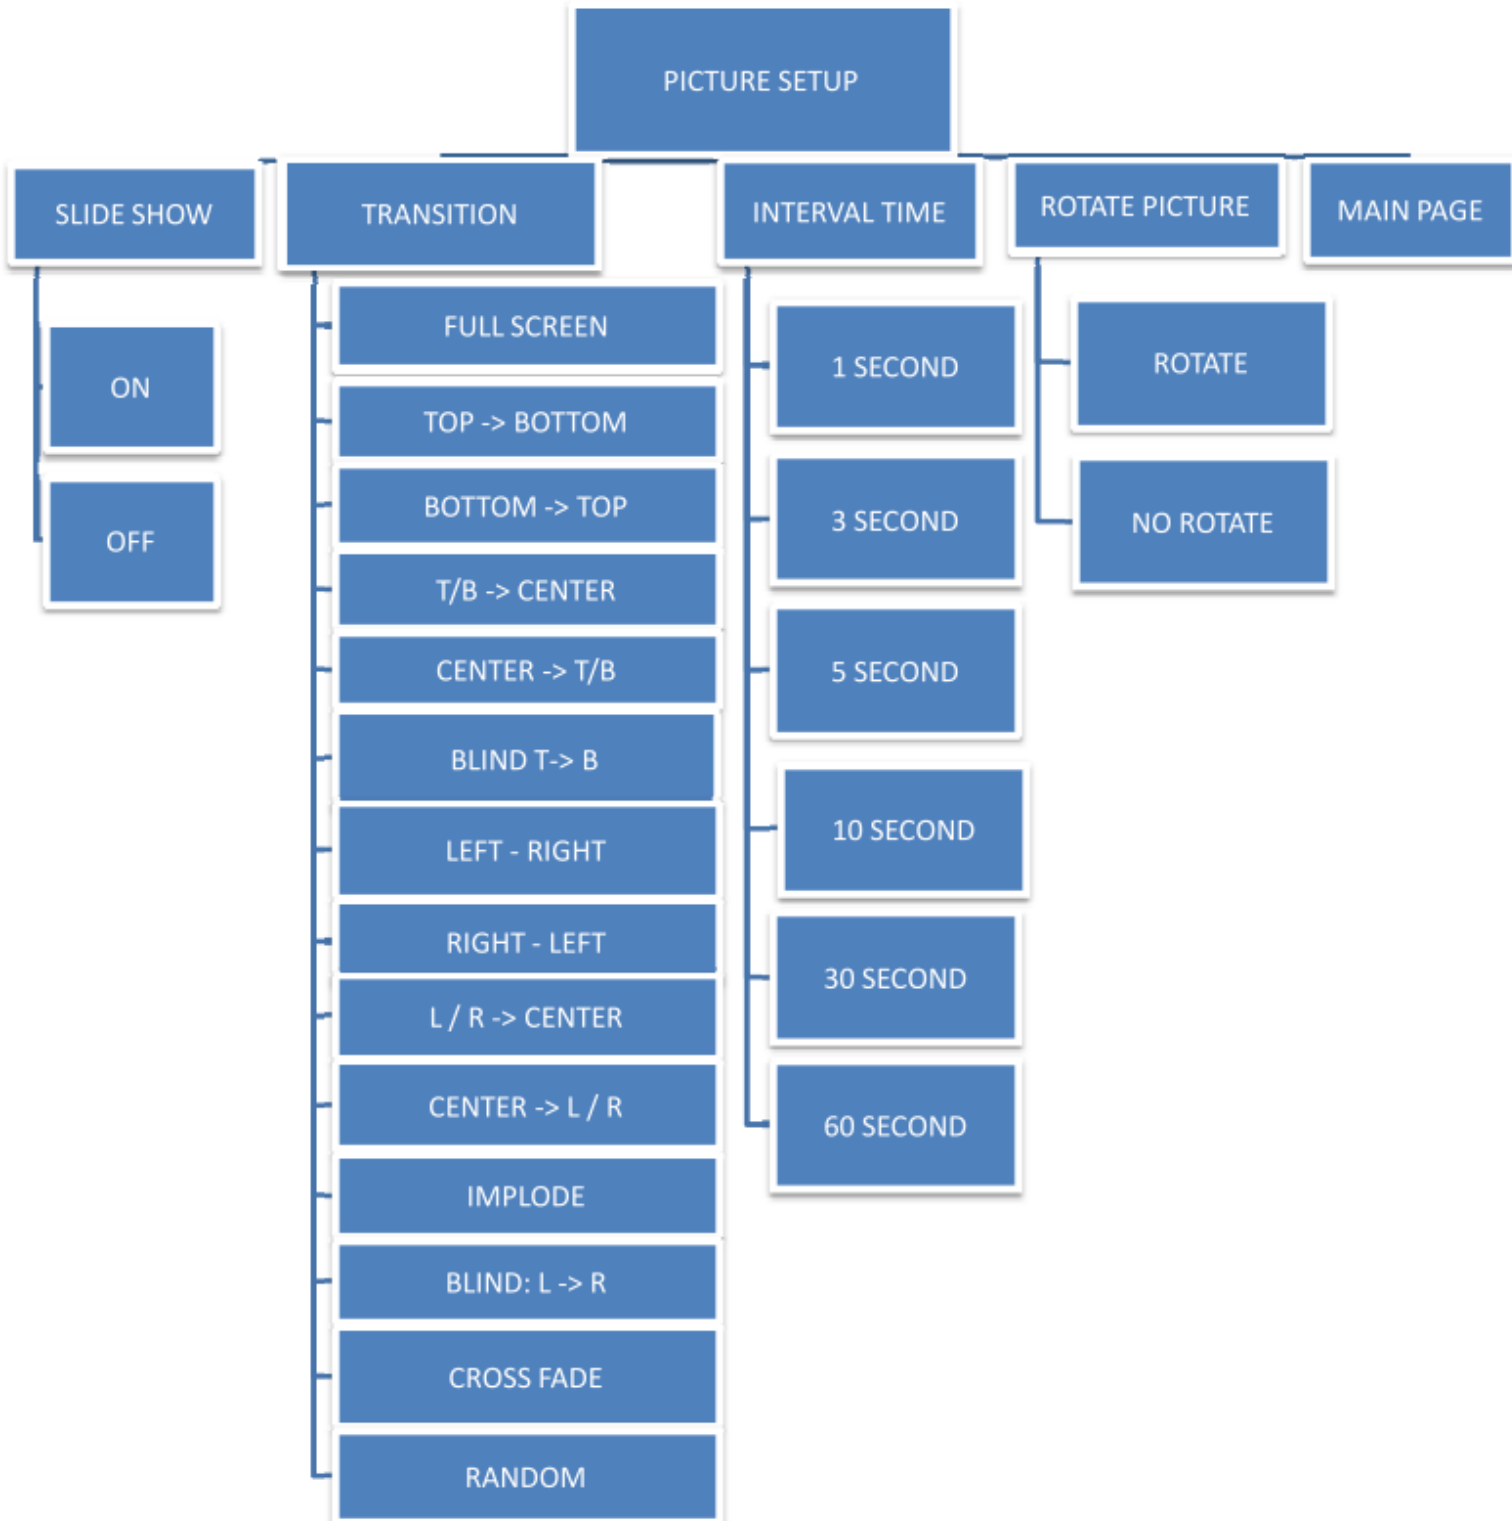 PICTURE SETUP
SLIDE SHOW
ON
OFF
TRANSITION
FULL SCREEN
TOP -> BOTTOM
BOTTOM -> TOP
T/B -> CENTER
CENTER -> T/B
BLIND T-> B
LEFT - RIGHT
RIGHT - LEFT
L / R -> CENTER
CENTER -> L / R
IMPLODE
BLIND: L -> R
CROSS FADE
RANDOM
INTERVAL TIME
1 SECOND
3 SECOND
5 SECOND
10 SECOND
30 SECOND
60 SECOND
ROTATE PICTURE
ROTATE
NO ROTATE
MAIN PAGE